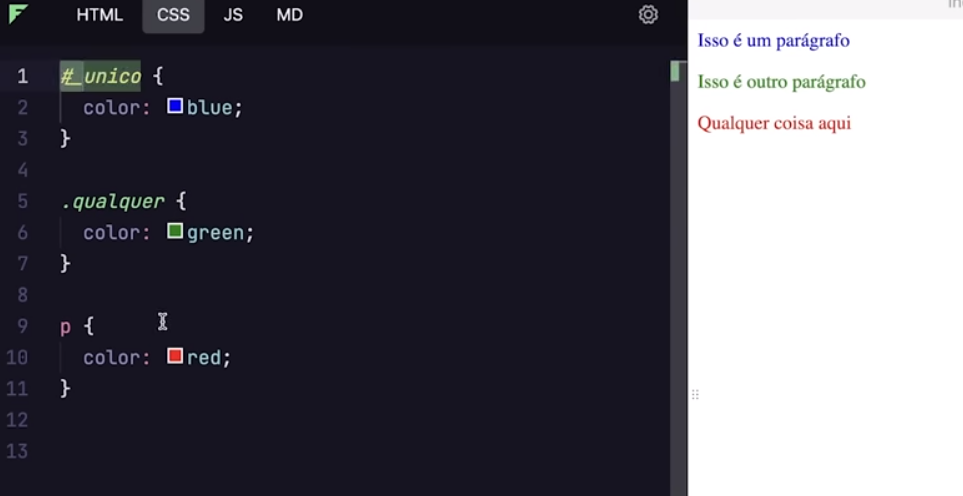 HTML CSS JS MD
1 #_unico {
2 color: blue;
3 }
4
5 .qualquer {
6 color: green;
7 }
8
9 p {
10 color: red;
11 }
12
13
Isso é um parágrafo
Isso é outro parágrafo
Qualquer coisa aqui